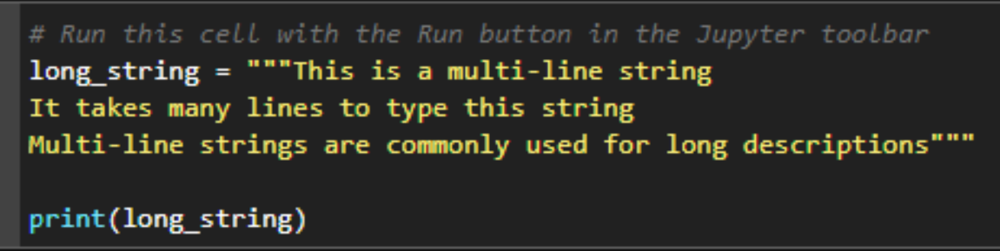 # Run this cell with the Run button in the Jupyter toolbar
long_string = """This is a multi-line string
It takes many lines to type this string
Multi-line strings are commonly used for long descriptions"""
print(long_string)